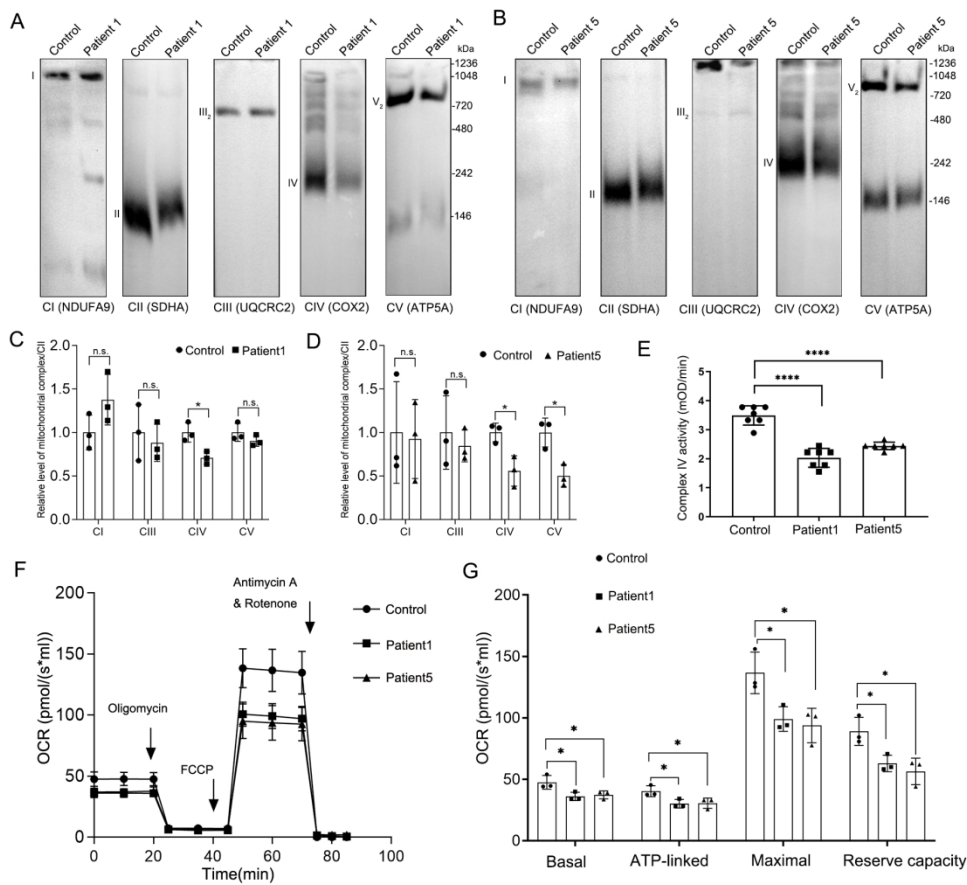 A
Control
Patient 1
Control
Patient 1
Control
Patient 1
Control
Patient 1
Control
Patient 1
kDa
I
II
III2
IV
V2
-1236
-1048
-720
-480
-242
-146
CI (NDUFA9)
CII (SDHA)
CIII (UQCRC2)
CIV (COX2)
CV (ATP5A)
B
Control
Patient 5
Control
Patient 5
Control
Patient 5
Control
Patient 5
Control
Patient 5
kDa
I
II
III2
IV
V2
-1236
-1048
-720
-480
-242
-146
CI (NDUFA9)
CII (SDHA)
CIII (UQCRC2)
CIV (COX2)
CV (ATP5A)
C
Control
Patient1
Relative level of mitochondrial complex/CII
2.0
1.5
1.0
0.5
0.0
n.s.
n.s.
*
n.s.
CI
CIII
CIV
CV
D
Control
Patient5
Relative level of mitochondrial complex/CII
2.0
1.5
1.0
0.5
0.0
n.s.
n.s.
*
*
CI
CIII
CIV
CV
E
Complex IV activity (mOD/min)
5
4
3
2
1
0
****
****
Control
Patient1
Patient5
F
OCR (pmol/(s*ml))
200
150
100
50
0
Oligomycin
FCCP
Antimycin A
& Rotenone
Control
Patient1
Patient5
0
20
40
60
80
100
Time(min)
G
Control
Patient1
Patient5
OCR (pmol/(s*ml))
200
150
100
50
0
*
*
*
*
*
*
*
*
Basal
ATP-linked
Maximal
Reserve capacity